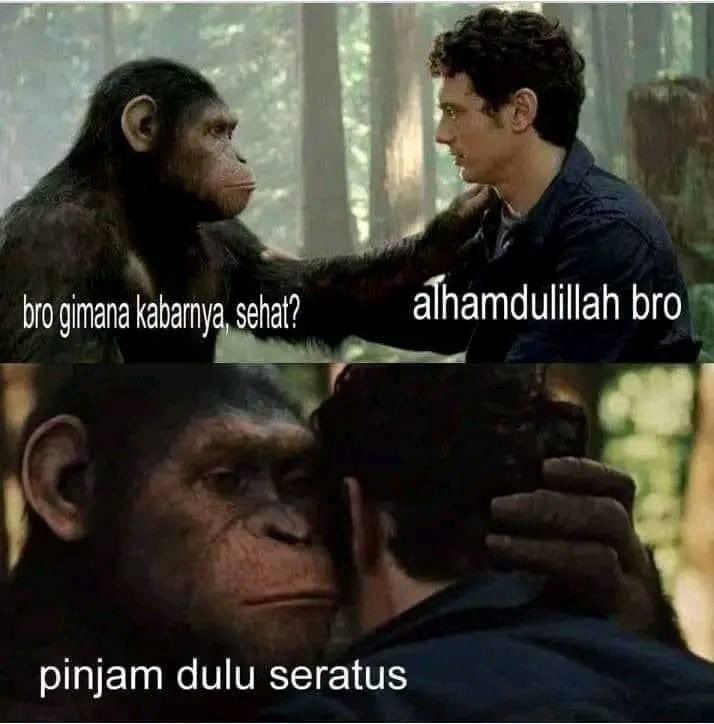 bro gimana kabarnya, sehat?
alhamdulillah bro
pinjam dulu seratus